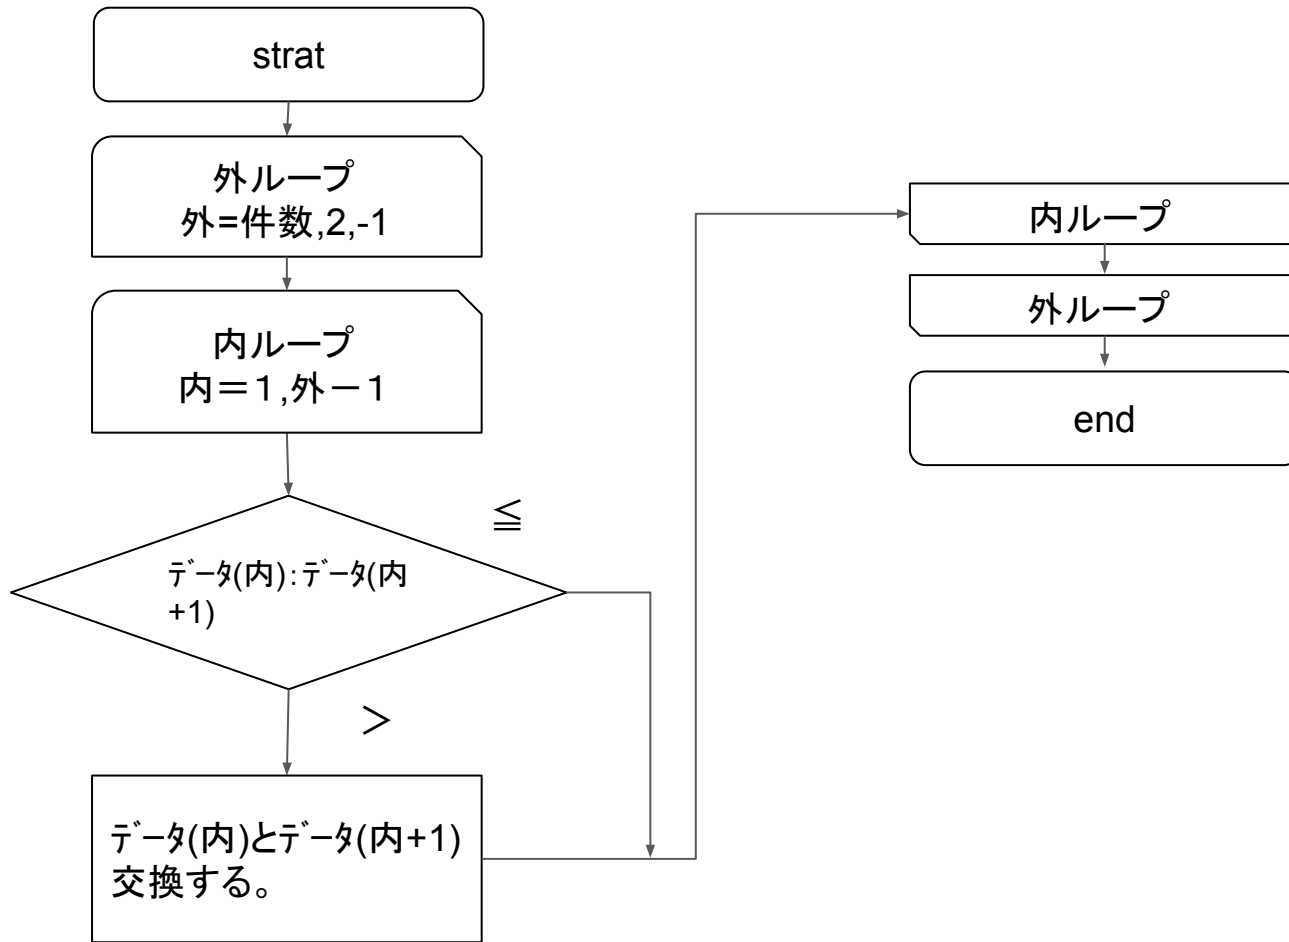 strat
外ループ
外=件数,2,-1
内ループ
内＝１,外－１
≦
ﾃﾞｰﾀ(内):ﾃﾞｰﾀ(内
+1)
＞
ﾃﾞｰﾀ(内)とﾃﾞｰﾀ(内+1)
交換する。
内ループ
外ループ
end